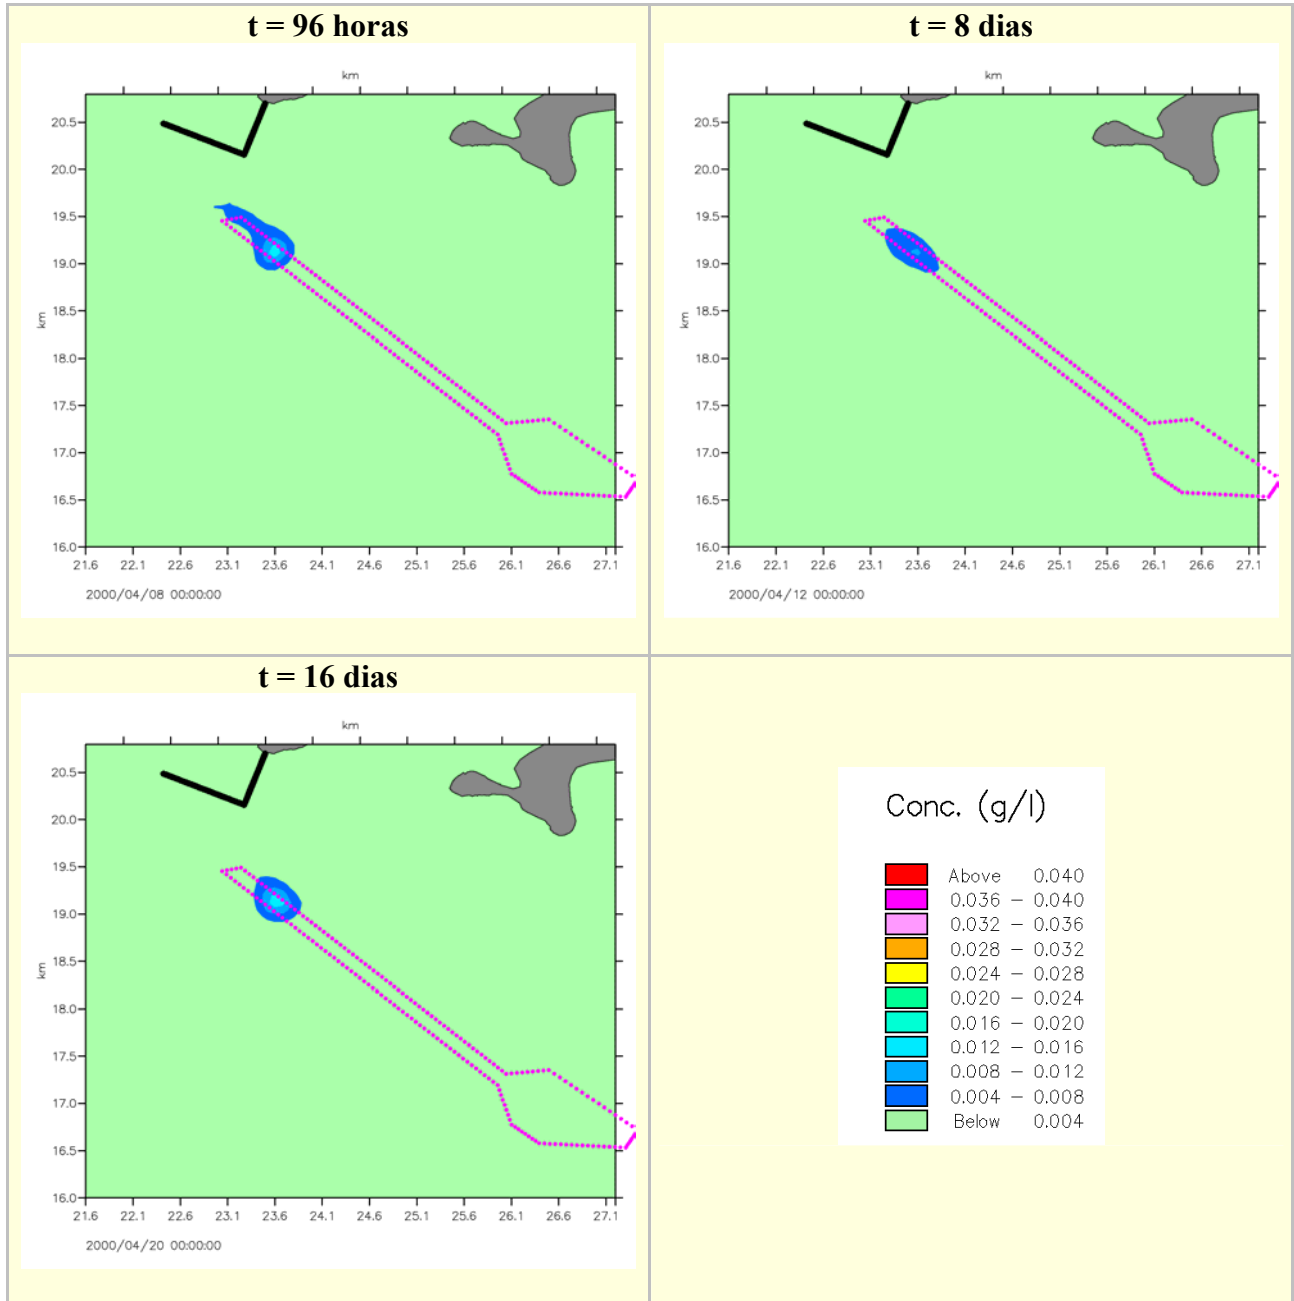 t = 96 horas
km
20.5
20.0
19.5
19.0
18.5
km
18.0
17.5
17.0
16.5
16.0
21.6 22.1 22.6 23.1 23.6 24.1 24.6 25.1 25.6 26.1 26.6 27.1
2000/04/08 00:00:00
t = 8 dias
km
20.5
20.0
19.5
19.0
18.5
km
18.0
17.5
17.0
16.5
16.0
21.6 22.1 22.6 23.1 23.6 24.1 24.6 25.1 25.6 26.1 26.6 27.1
2000/04/12 00:00:00
t = 16 dias
km
20.5
20.0
19.5
19.0
18.5
km
18.0
17.5
17.0
16.5
16.0
21.6 22.1 22.6 23.1 23.6 24.1 24.6 25.1 25.6 26.1 26.6 27.1
2000/04/20 00:00:00
Conc. (g/l)
Above 0.040
0.036 – 0.040
0.032 – 0.036
0.028 – 0.032
0.024 – 0.028
0.020 – 0.024
0.016 – 0.020
0.012 – 0.016
0.008 – 0.012
0.004 – 0.008
Below 0.004